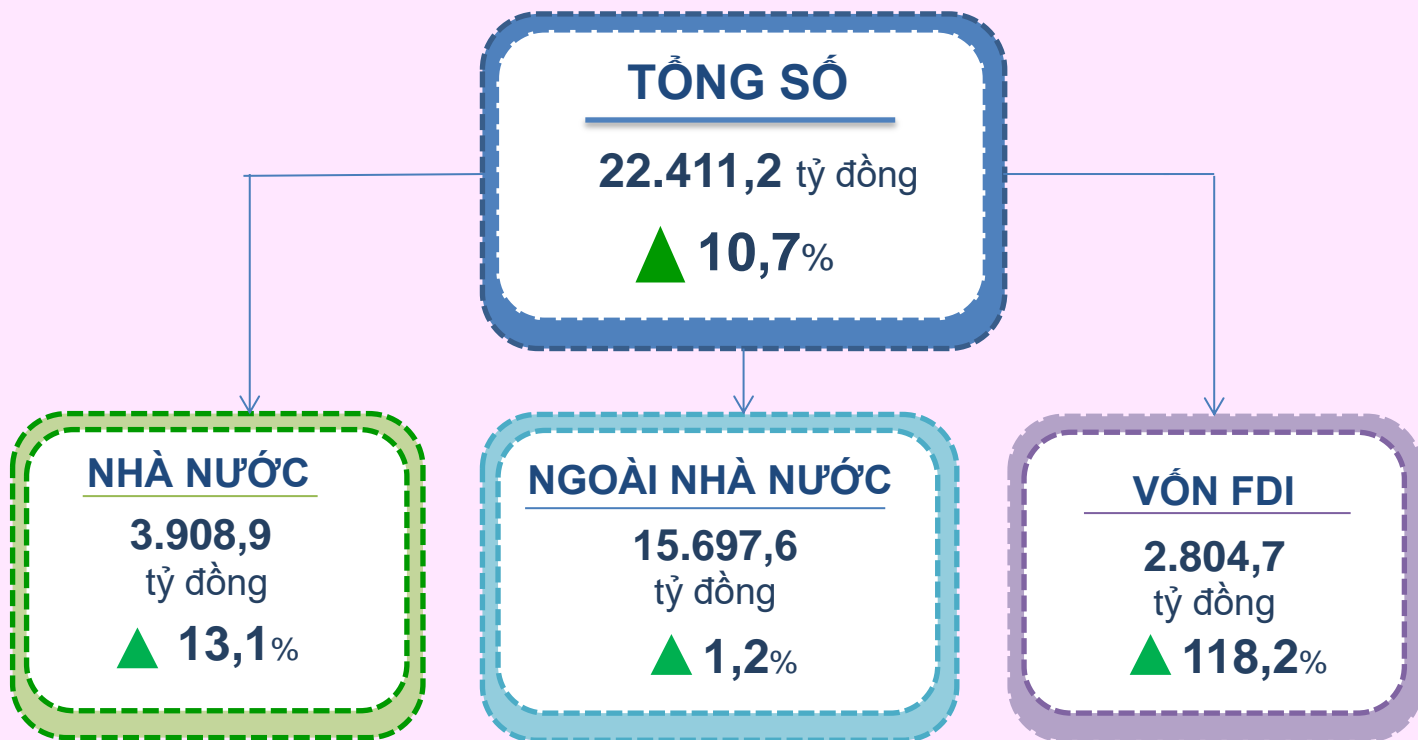 TỔNG SỐ
22.411,2 tỷ đồng
10,7%
NHÀ NƯỚC
3.908,9
tỷ đồng
13,1%
NGOÀI NHÀ NƯỚC
15.697,6
tỷ đồng
1,2%
VỐN FDI
2.804,7
tỷ đồng
118,2%